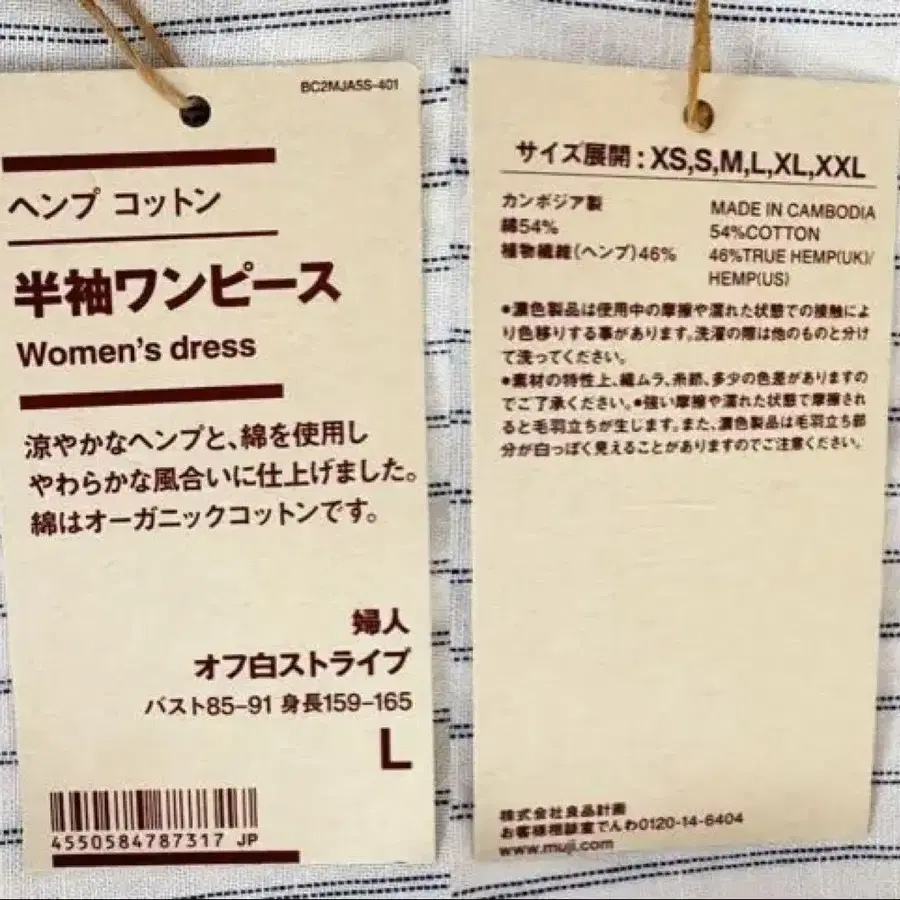 BC2MJA5S-401
ヘンプ コットン
半袖ワンピース
Women's dress
涼やかなヘンプと、綿を使用し
やわらかな風合いに仕上げました。
綿はオーガニックコットンです。
婦人
オフ白ストライプ
バスト85-91 身長159-165
L
4550584787317 JP
サイズ展開:XS,S,M,L,XL,XXL
カンボジア製
綿54%
植物繊維(ヘンプ)46%
MADE IN CAMBODIA
54%COTTON
46%TRUE HEMP(UK)/
HEMP(US)
●濃色製品は使用中の摩擦や濡れた状態での接触によ
り色移りする事があります。洗濯の際は他のものと分け
て洗ってください。
●素材の特性上、織ムラ、糸節、多少の色差がありますの
でご了承ください。●強い摩擦や濡れた状態で摩擦され
ると毛羽立ちが生じます。また、濃色製品は毛羽立ち部
分が白っぽく見えることがありますのでご注意ください。
株式会社良品計画
お客様相談室でんわ0120-14-6404
www.muji.com